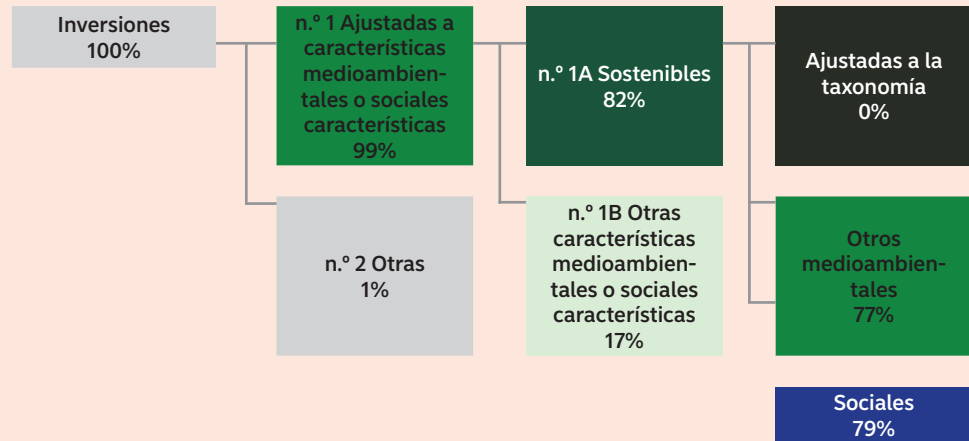 Inversiones
100%
n.º 1 Ajustadas a
características
medioambien-
tales o sociales
características
99%
n.º 1A Sostenibles
82%
Ajustadas a la
taxonomía
0%
n.º 2 Otras
1%
n.º 1B Otras
características
medioambien-
tales o sociales
características
17%
Otros
medioambien-
tales
77%
Sociales
79%